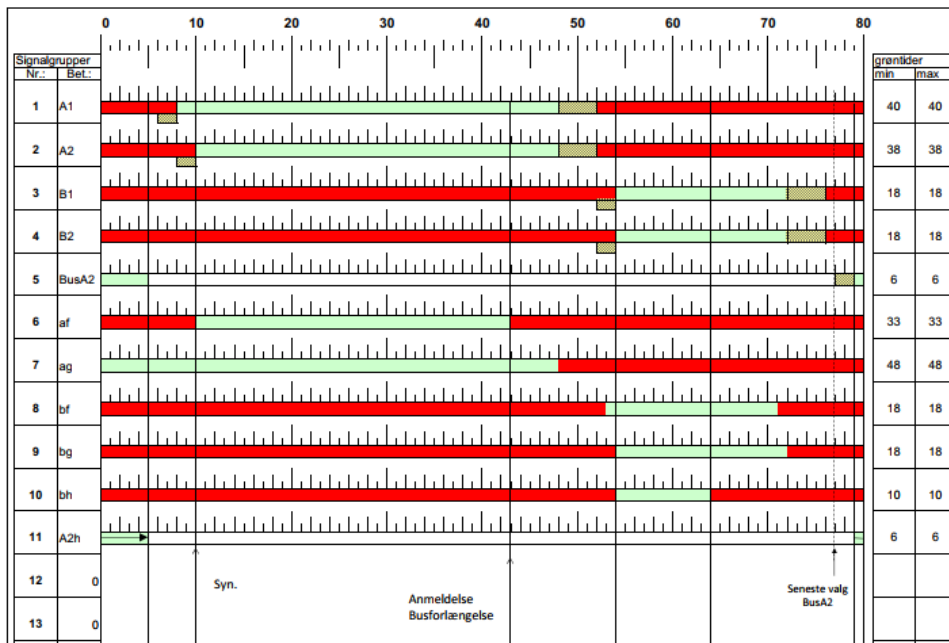 0 10 20 30 40 50 60 70 80
Signalgrupper grøntider
Nr.: Bet.: min max
1 A1 40 40
2 A2 38 38
3 B1 18 18
4 B2 18 18
5 BusA2 6 6
6 af 33 33
7 ag 48 48
8 bf 18 18
9 bg 18 18
10 bh 10 10
11 A2h 6 6
12 0
Syn.
Anmeldelse
Busforlængelse
Seneste valg
BusA2
13 0